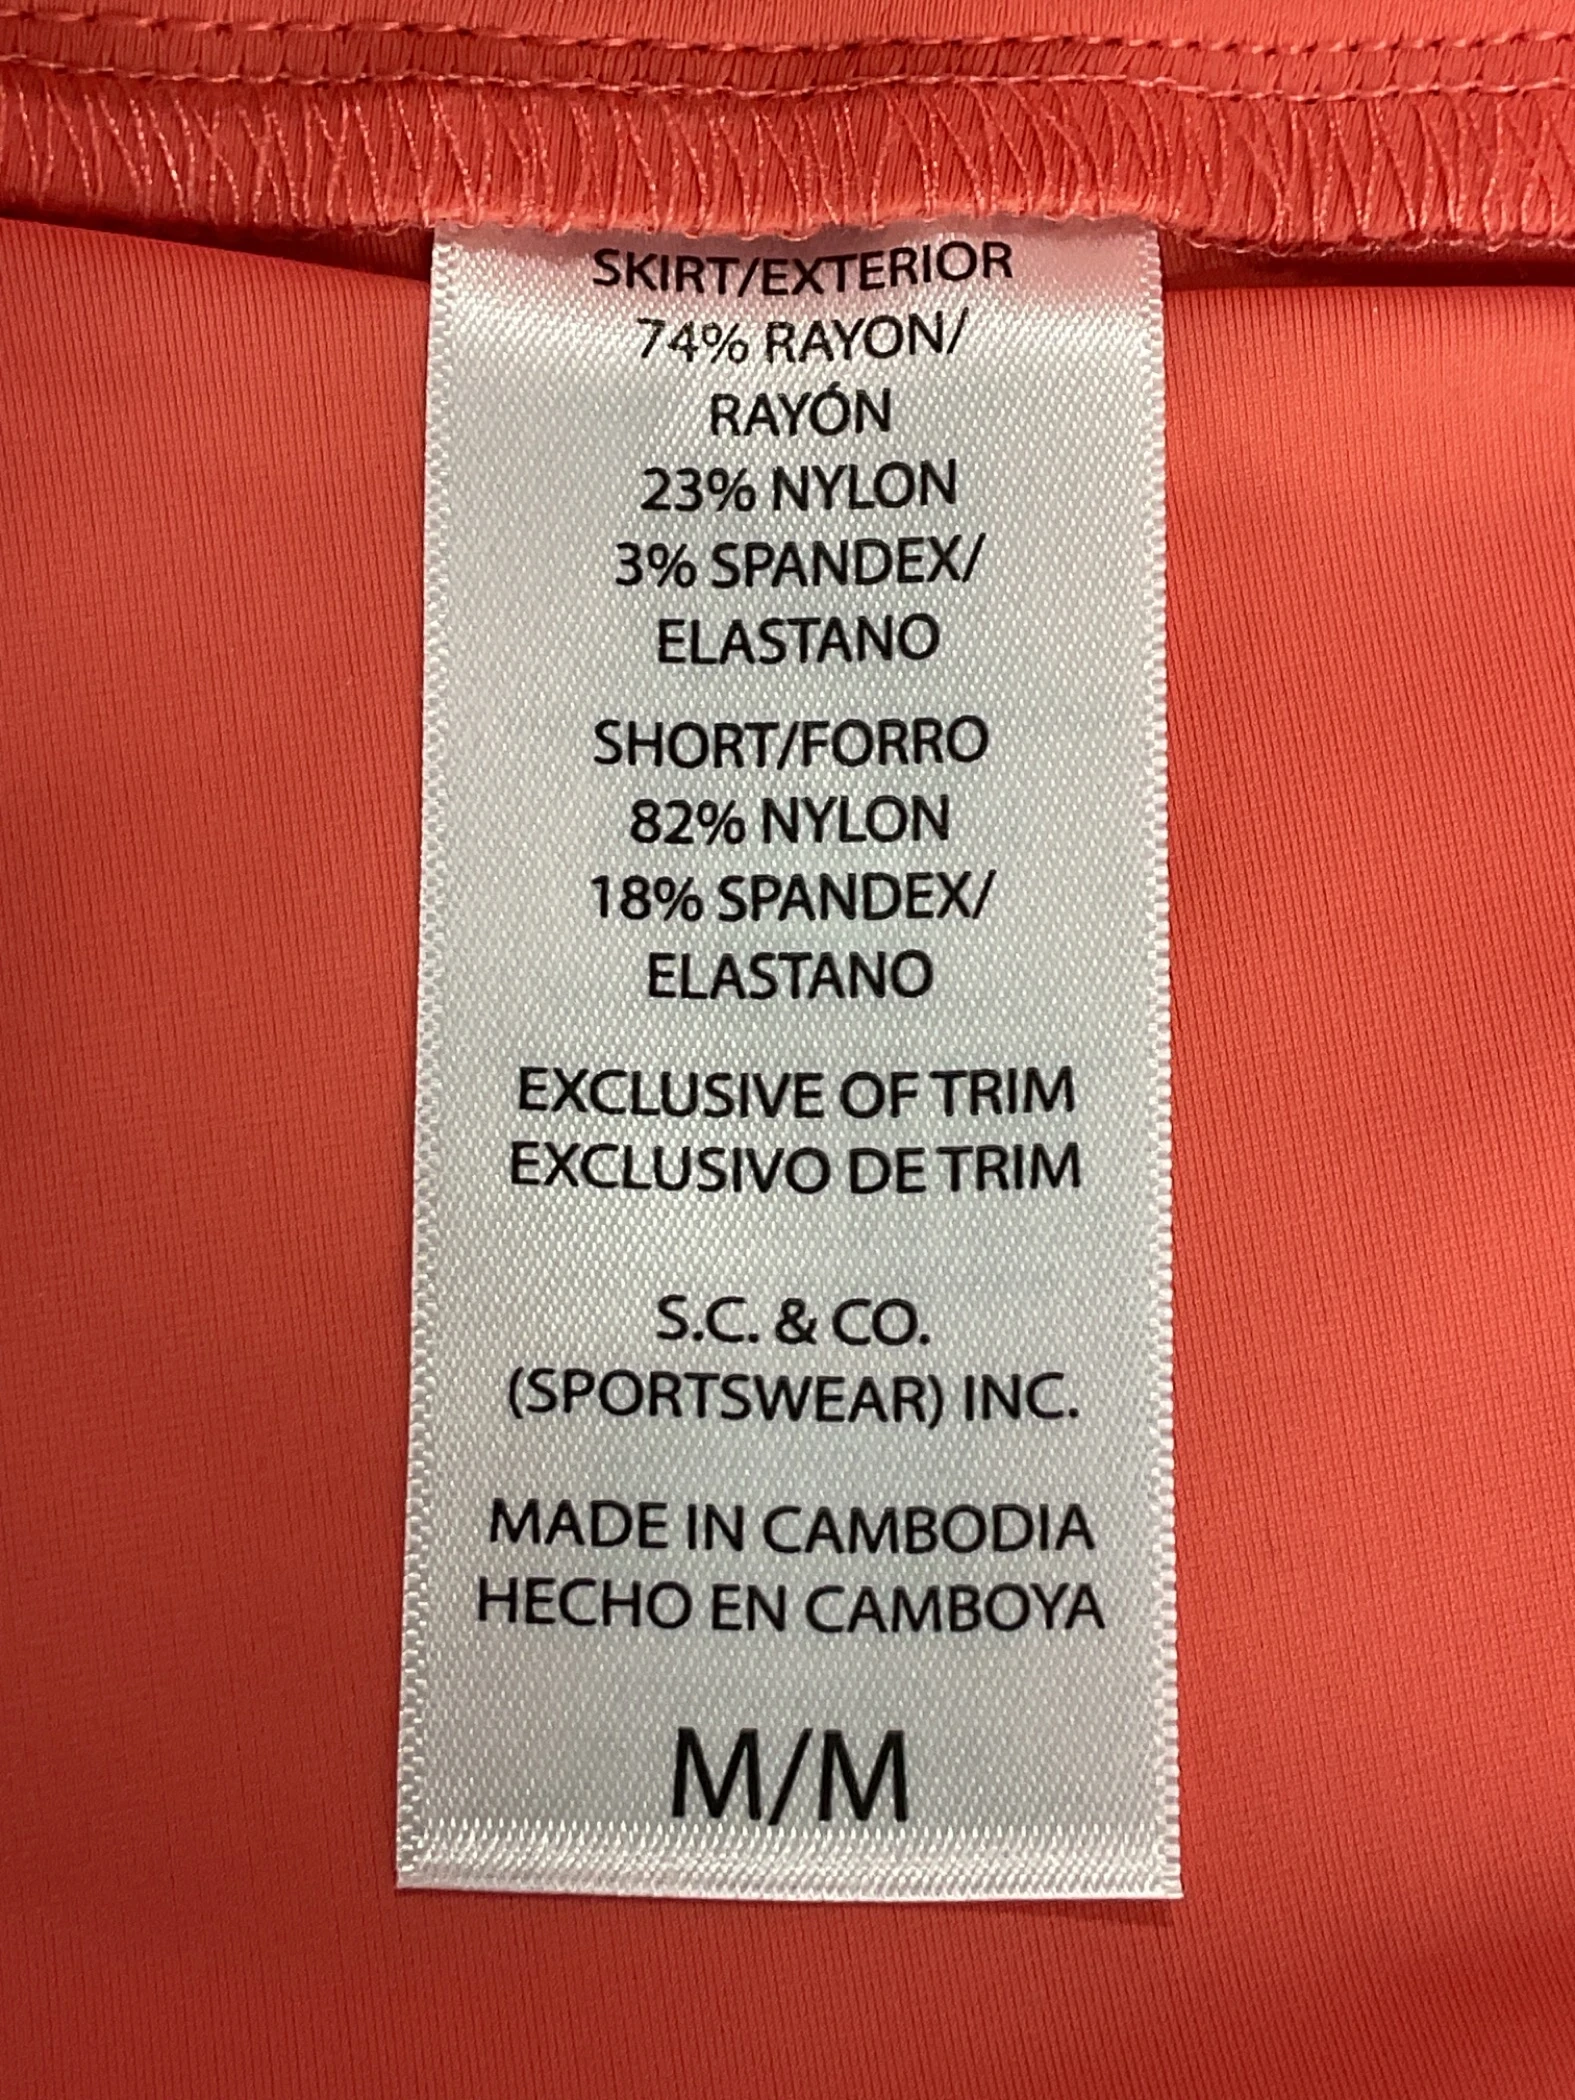 SKIRT/EXTERIOR
74% RAYON/
RAYÓN
23% NYLON
3% SPANDEX/
ELASTANO
SHORT/FORRO
82% NYLON
18% SPANDEX/
ELASTANO
EXCLUSIVE OF TRIM
EXCLUSIVO DE TRIM
S.C. & CO.
(SPORTSWEAR) INC.
MADE IN CAMBODIA
HECHO EN CAMBOYA
M/M